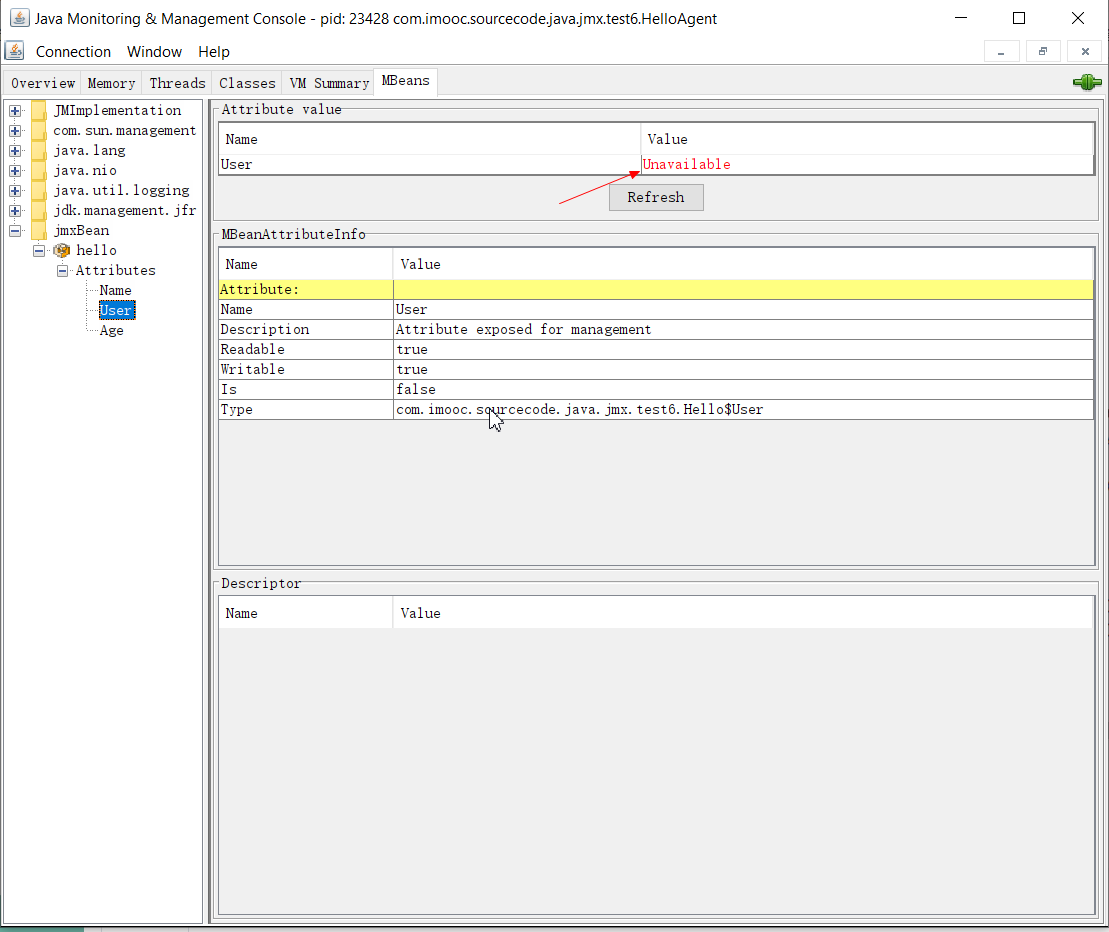 Java Monitoring & Management Console - pid: 23428 com.imooc.sourcecode.java.jmx.test6.HelloAgent
Connection Window Help
Overview Memory Threads Classes VM Summary MBeans
JMImplementation
com.sun.management
java.lang
java.nio
java.util.logging
jdk.management.jfr
jmxBean
hello
Attributes
Name
User
Age
Attribute value
Name Value
User Unavailable
Refresh
MBeanAttributeInfo
Name Value
Attribute:
Name User
Description Attribute exposed for management
Readable true
Writable true
Is false
Type com.imooc.sourcecode.java.jmx.test6.Hello$User
Descriptor
Name Value